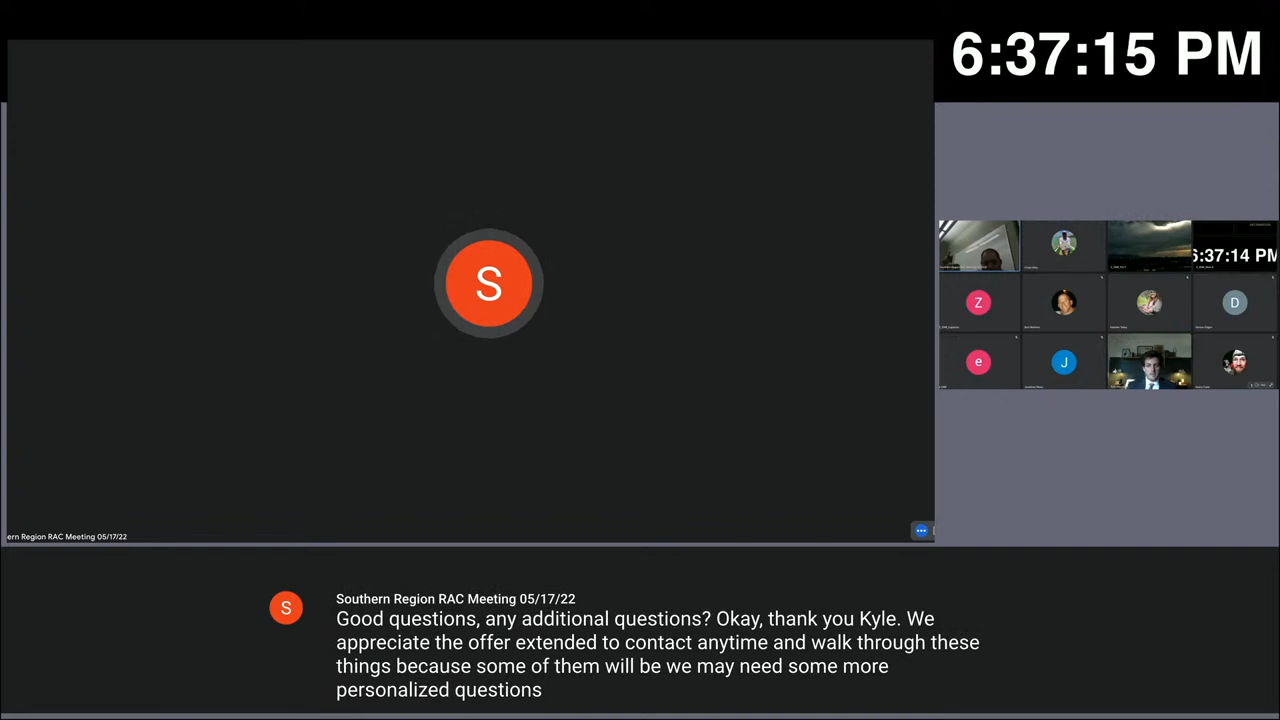 6:37:15 PM
S
6:37:14 PM
Z
D
e
J
ern Region RAC Meeting 05/17/22
S
Southern Region RAC Meeting 05/17/22
Good questions, any additional questions? Okay, thank you Kyle. We
appreciate the offer extended to contact anytime and walk through these
things because some of them will be we may need some more
personalized questions